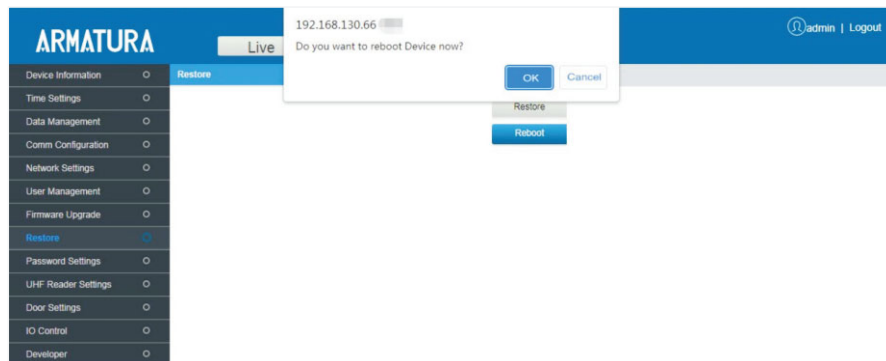 192.168.130.66
Do you want to reboot Device now?
OK
Cancel
ARMATURA
Live
admin | Logout
Restore
Restore
Reboot
Device Information
Time Settings
Data Management
Comm Configuration
Network Settings
User Management
Firmware Upgrade
Restore
Password Settings
UHF Reader Settings
Door Settings
IO Control
Developer